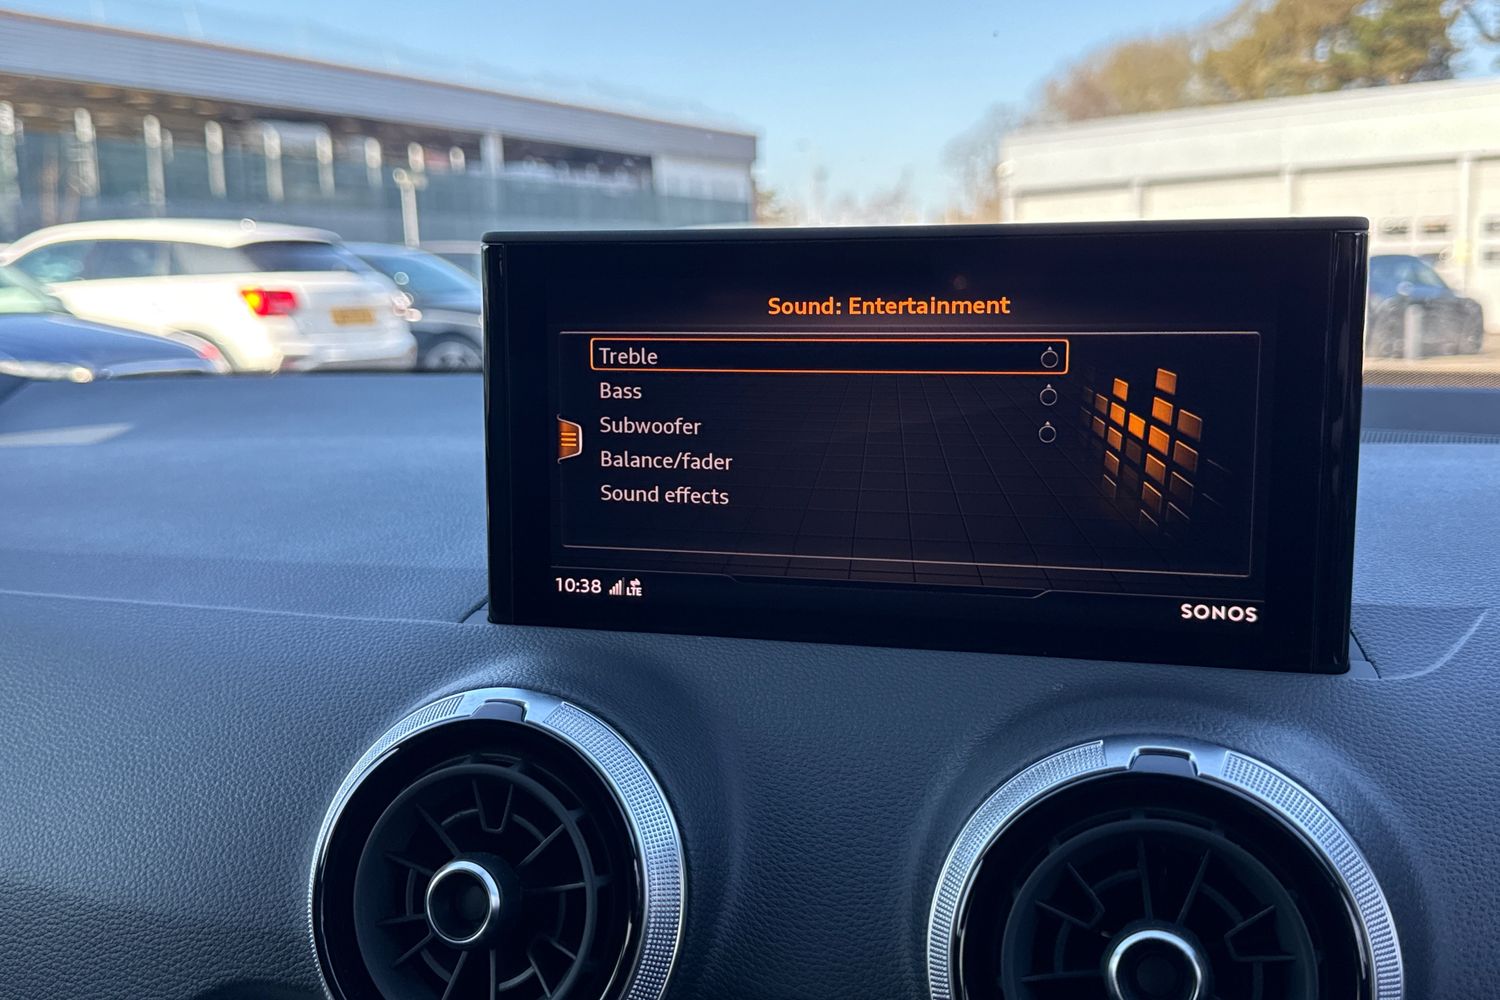 Sound: Entertainment
Treble
Bass
Subwoofer
Balance/fader
Sound effects
10:38 LTE
SONOS